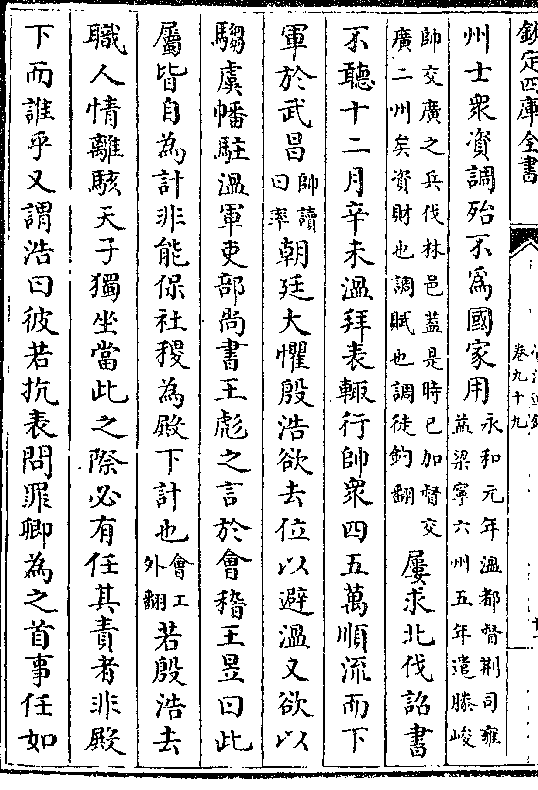 欽定四庫全書
卷九十九
州士衆資調殆不爲國家用永和元年溫都督荆司雍
益梁寧六州五年遣滕畯
帥交廣之兵伐林邑蓋是時已加督交
廣二州矣資財也調賦也調徒釣翻屢求北伐詔書
不聽十二月辛未溫拜表輒行帥衆四五萬順流而下
軍於武昌帥讀
曰率朝廷大懼殷浩欲去位以避溫又欲以
騶虞幡駐溫軍吏部尚書王彪之言於會稽王昱曰此
屬皆自為計非能保社稷為殿下計也會工
外翻若殷浩去
職人情離駭天子獨坐當此之際必有任其責者非殿
下而誰乎又謂浩曰彼若抗表問罪卿為之首事任如